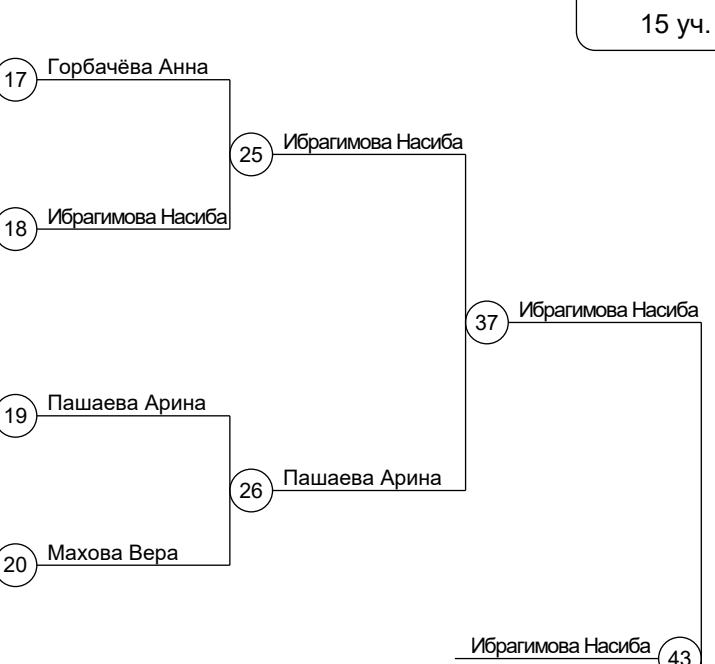 15 уч.
17 Горбачёва Анна
25 Ибрагимова Насиба
18 Ибрагимова Насиба
37 Ибрагимова Насиба
19 Пашаева Арина
26 Пашаева Арина
20 Махова Вера
Ибрагимова Насиба 43